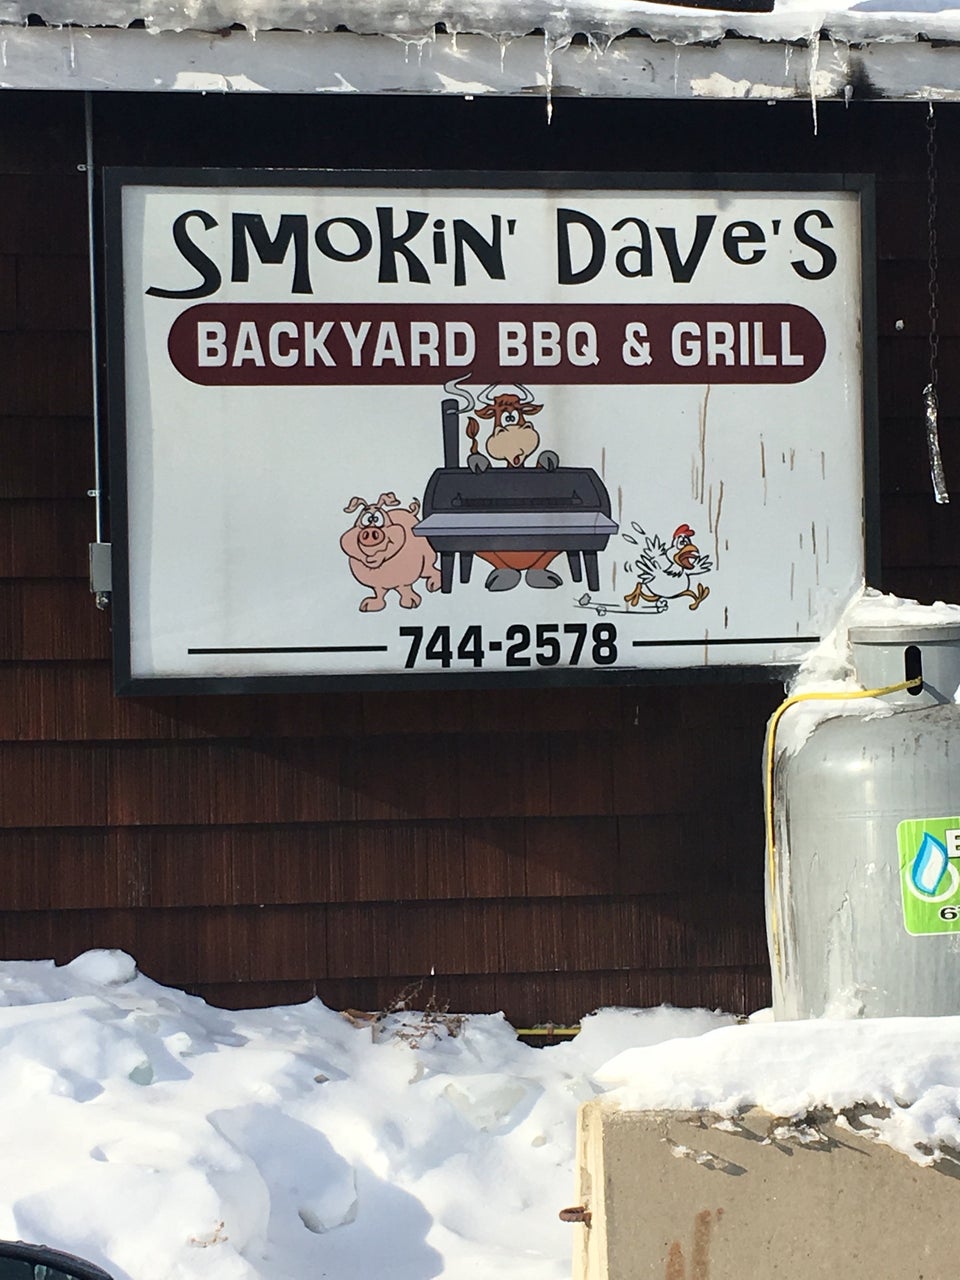 Smokin' Dave's
BACKYARD BBQ & GRILL
744-2578